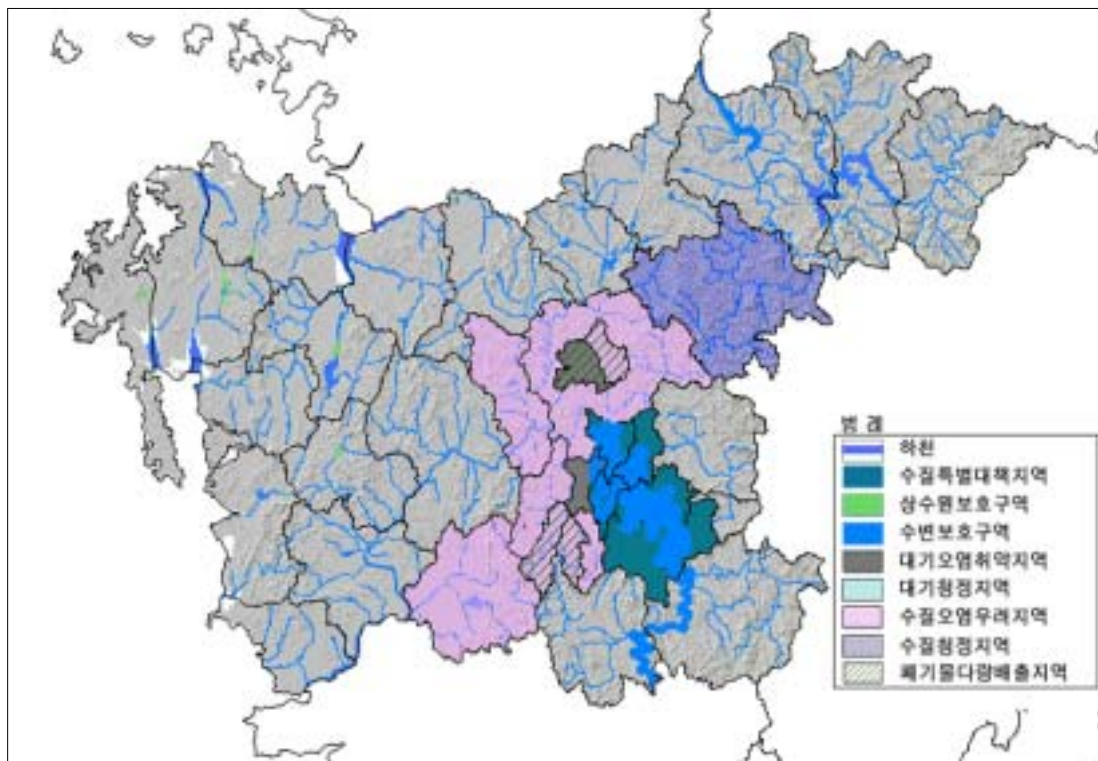 범 례
하천
수질특별대책지역
상수원보호구역
수변보호구역
대기오염취약지역
대기청정지역
수질오염우려지역
수질청정지역
폐기물다량배출지역